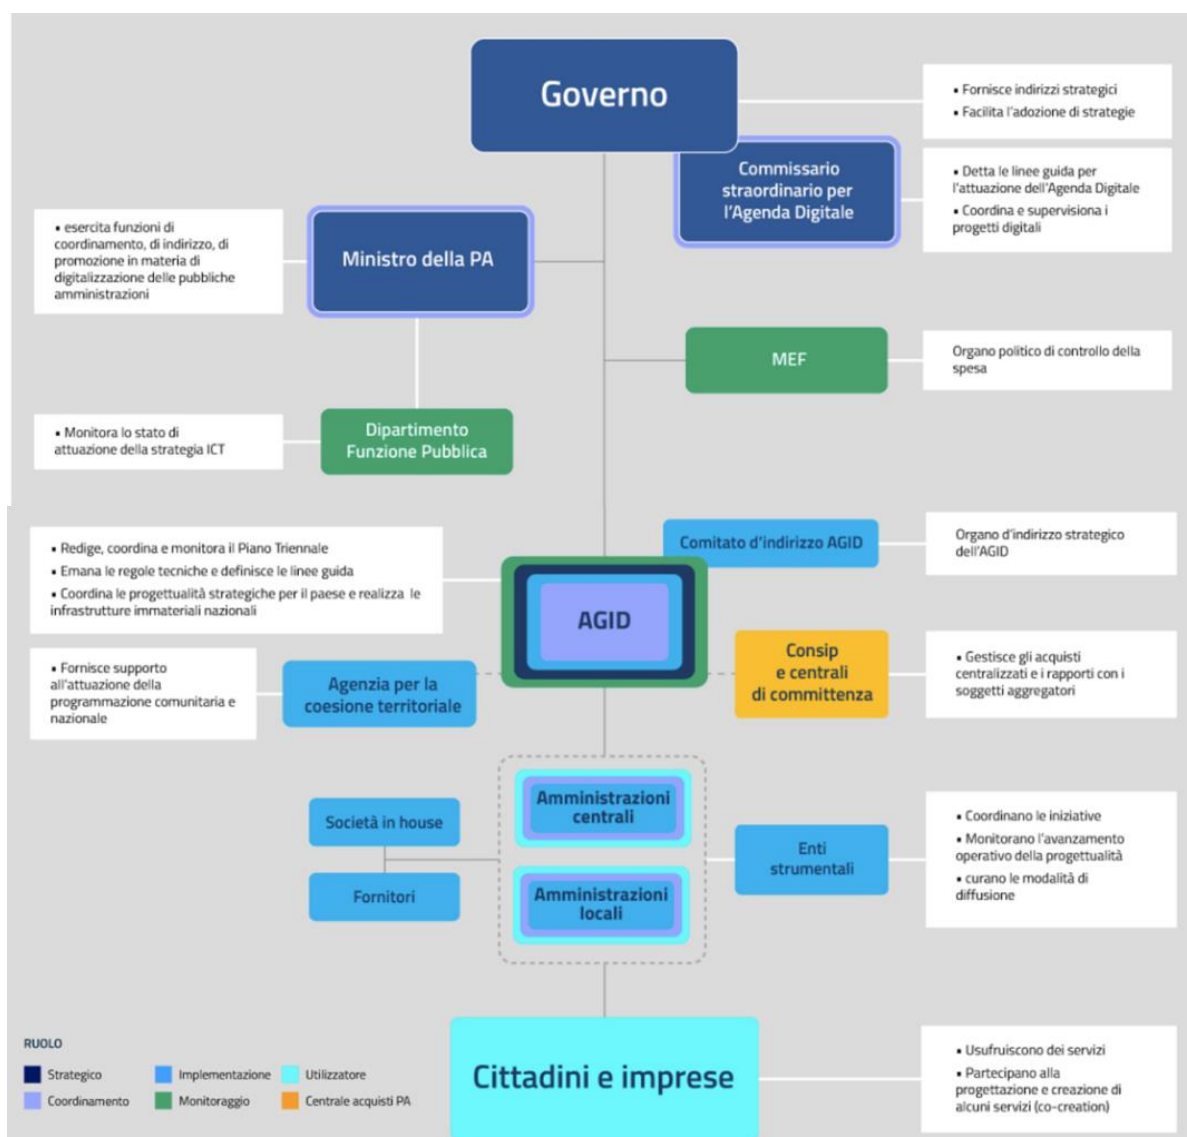 Governo
▪ Fornisce indirizzi strategici
▪ Facilita l'adozione di strategie
Commissario
straordinario per
l'Agenda Digitale
▪ Detta le linee guida per
l'attuazione dell'Agenda Digitale
▪ Coordina e supervisiona i
progetti digitali
▪ esercita funzioni di
coordinamento, di indirizzo, di
promozione in materia di
digitalizzazione delle pubbliche
amministrazioni
Ministro della PA
MEF
Organo politico di controllo della
spesa
▪ Monitora lo stato di
attuazione della strategia ICT
Dipartimento
Funzione Pubblica
Comitato d'indirizzo AGID
Organo d'indirizzo strategico
dell'AGID
▪ Redige, coordina e monitora il Piano Triennale
▪ Emana le regole tecniche e definisce le linee guida
▪ Coordina le progettualità strategiche per il paese e realizza le
infrastrutture immateriali nazionali
AGID
Consip
e centrali
di committenza
▪ Gestisce gli acquisti
centralizzati e i rapporti con i
soggetti aggregatori
▪ Fornisce supporto
all'attuazione della
programmazione comunitaria e
nazionale
Agenzia per la
coesione territoriale
Amministrazioni
centrali
Società in house
Fornitori
Amministrazioni
locali
Enti
strumentali
▪ Coordinano le iniziative
▪ Monitorano l'avanzamento
operativo della progettualità
▪ curano le modalità di
diffusione
Cittadini e imprese
▪ Usufruiscono dei servizi
▪ Partecipano alla
progettazione e creazione di
alcuni servizi (co-creation)
RUOLO
Strategico
Implementazione
Utilizzatore
Coordinamento
Monitoraggio
Centrale acquisti PA